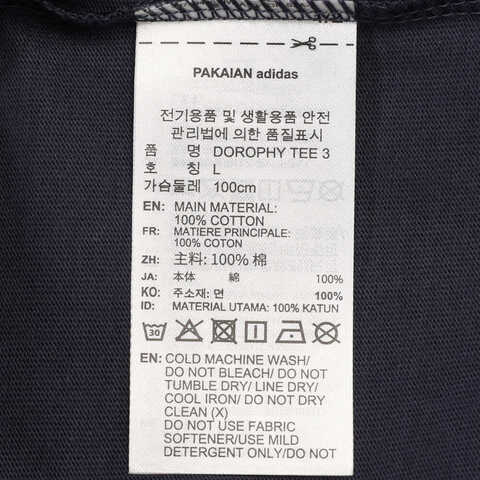 PAKAIAN adidas
전기용품 및 생활용품 안전
관리법에 의한 품질표시
품 명 DOROPHY TEE 3
호 칭 L
가슴둘레 100cm
EN: MAIN MATERIAL:
100% COTTON
FR: MATIERE PRINCIPALE:
100% COTON
ZH: 主料: 100% 棉
JA: 本体 綿 100%
KO: 주소재: 면 100%
ID: MATERIAL UTAMA: 100% KATUN
30
EN: COLD MACHINE WASH/
DO NOT BLEACH/DO NOT
TUMBLE DRY/ LINE DRY/
COOL IRON/ DO NOT DRY
CLEAN (X)
DO NOT USE FABRIC
SOFTENER/USE MILD
DETERGENT ONLY/DO NOT